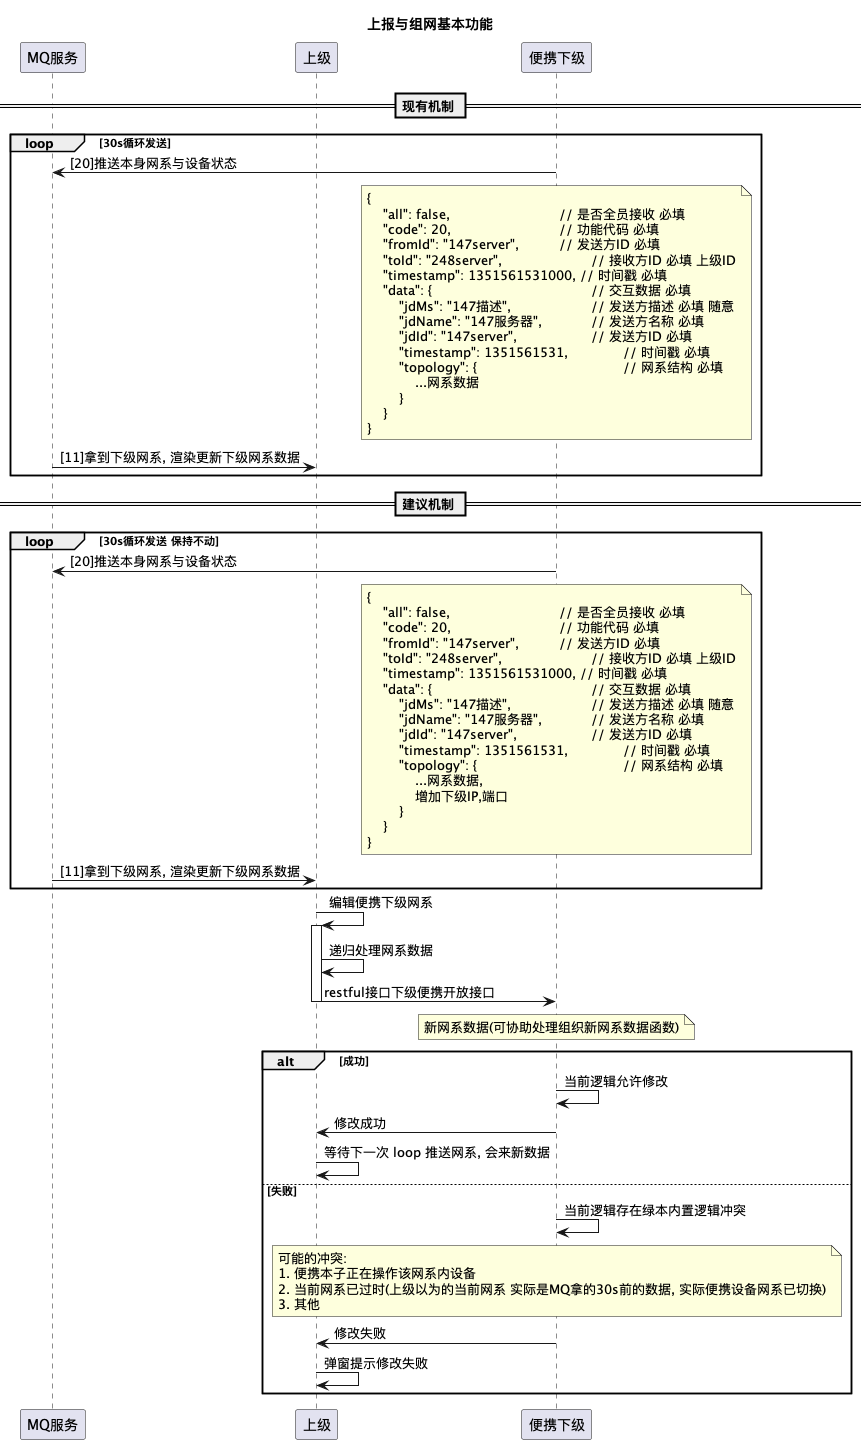 上报与组网基本功能
MQ服务
上级
便携下级
现有机制
loop [30s循环发送]
[20]推送本身网系与设备状态
{
"all": false, // 是否全员接收 必填
"code": 20, // 功能代码 必填
"fromId": "147server", // 发送方ID 必填
"toId": "248server", // 接收方ID 必填 上级ID
"timestamp": 1351561531000, // 时间戳 必填
"data": { // 交互数据 必填
"jdMs": "147描述", // 发送方描述 必填 随意
"jdName": "147服务器", // 发送方名称 必填
"jdId": "147server", // 发送方ID 必填
"timestamp": 1351561531, // 时间戳 必填
"topology": { // 网系结构 必填
...网系数据
}
}
}
[11]拿到下级网系, 渲染更新下级网系数据
建议机制
loop [30s循环发送 保持不动]
[20]推送本身网系与设备状态
{
"all": false, // 是否全员接收 必填
"code": 20, // 功能代码 必填
"fromId": "147server", // 发送方ID 必填
"toId": "248server", // 接收方ID 必填 上级ID
"timestamp": 1351561531000, // 时间戳 必填
"data": { // 交互数据 必填
"jdMs": "147描述", // 发送方描述 必填 随意
"jdName": "147服务器", // 发送方名称 必填
"jdId": "147server", // 发送方ID 必填
"timestamp": 1351561531, // 时间戳 必填
"topology": { // 网系结构 必填
...网系数据,
增加下级IP,端口
}
}
}
[11]拿到下级网系, 渲染更新下级网系数据
编辑便携下级网系
递归处理网系数据
restful接口下级便携开放接口
新网系数据(可协助处理组织新网系数据函数)
alt [成功]
当前逻辑允许修改
修改成功
等待下一次 loop 推送网系, 会来新数据
[失败]
当前逻辑存在绿本内置逻辑冲突
可能的冲突:
1. 便携本子正在操作该网系内设备
2. 当前网系已过时(上级以为的当前网系 实际是MQ拿的30s前的数据, 实际便携设备网系已切换)
3. 其他
修改失败
弹窗提示修改失败
MQ服务
上级
便携下级